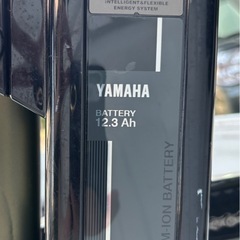 INTELLIGENT&FLEXIBLE
ENERGY SYSTEM
YAMAHA
BATTERY
12.3 Ah
-ION BATTERY